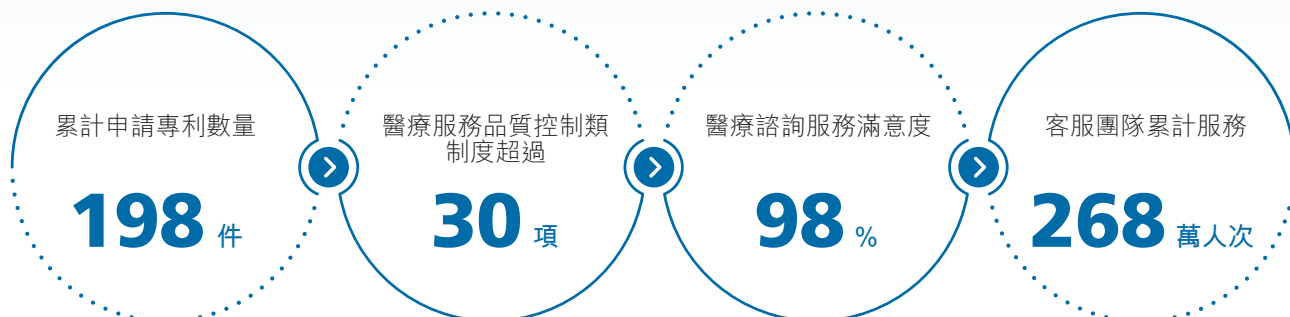 累計申請專利數量
198 件
醫療服務品質控制類
制度超過
30 項
醫療諮詢服務滿意度
98 %
客服團隊累計服務
268 萬人次